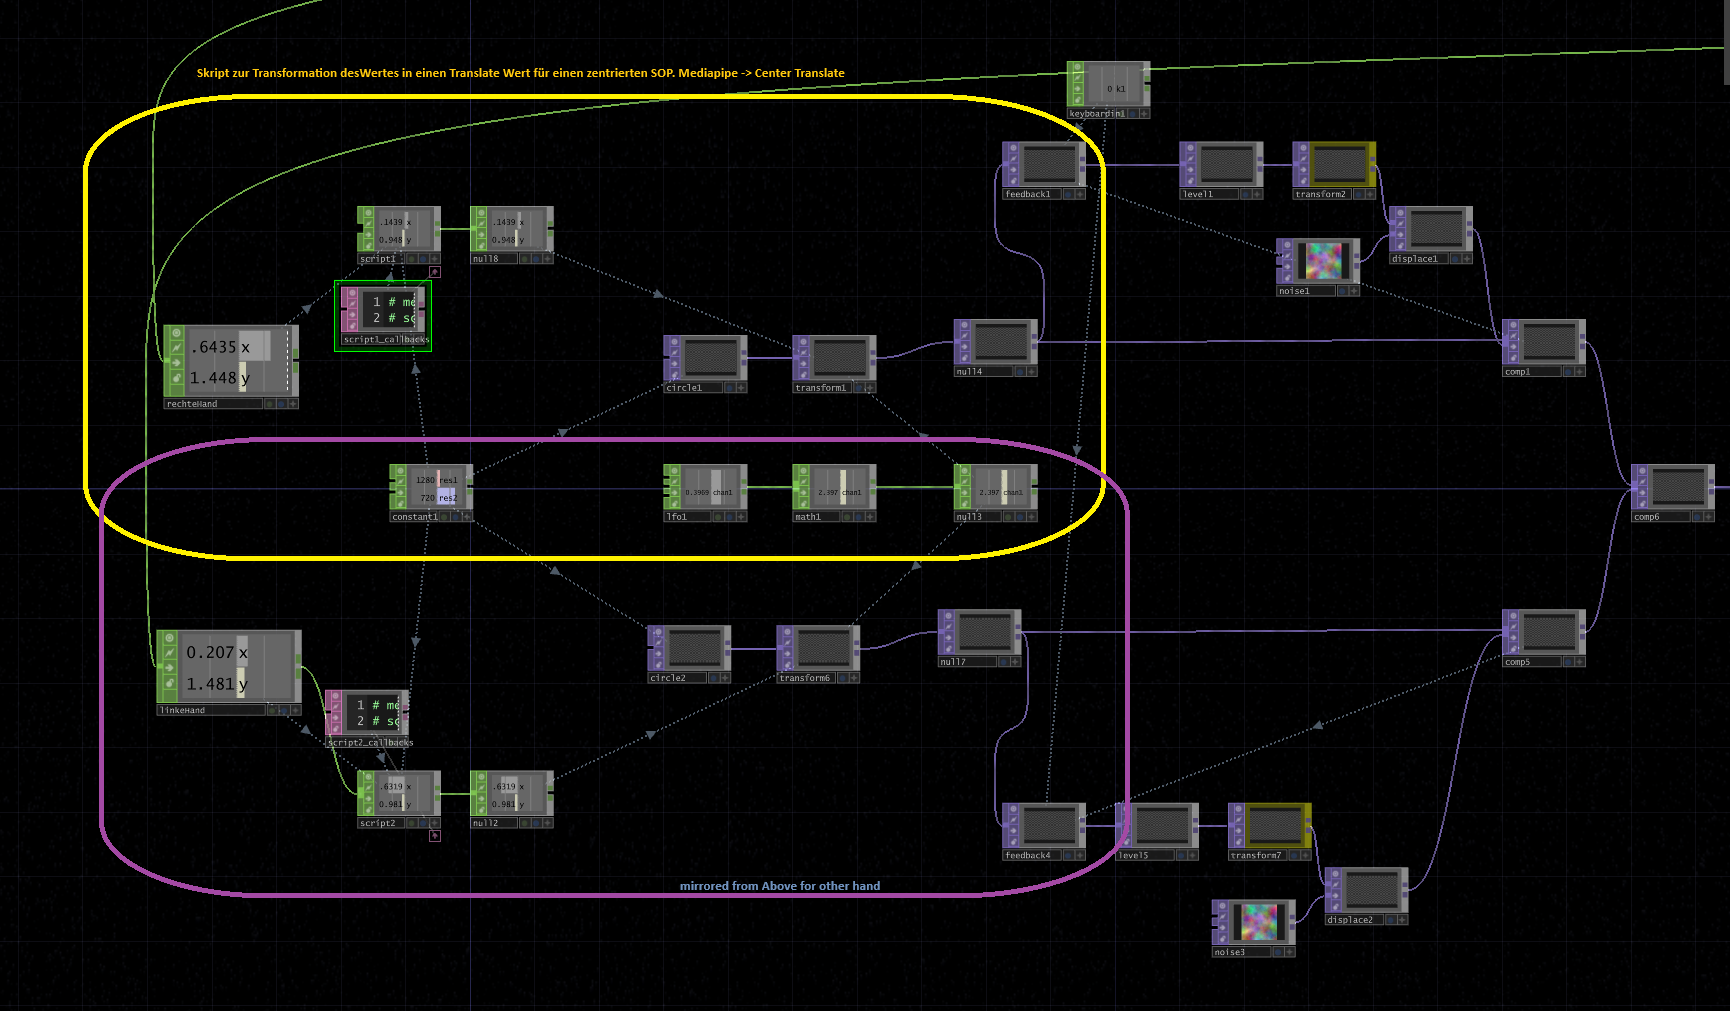 Skript zur Transformation desWertes in einen Translate Wert für einen zentrierten SOP. Mediapipe -> Center Translate
0 k1
keyboardin1
feedback1
level1
transform2
.1439 x
0.948 y
script1
.1439 x
0.948 y
null8
displace1
noise1
1 # me
2 # sc
script1_callbacks
.6435 x
1.448 y
rechteHand
circle1
transform1
null4
comp1
1280 res1
720 res2
constant1
0.3969 chan1
lfo1
2.397 chan1
math1
2.397 chan1
null3
comp6
0.207 x
1.481 y
linkeHand
circle2
transform6
null7
comp5
1 # me
2 # sc
script2_callbacks
.6319 x
0.981 y
script2
.6319 x
0.981 y
null2
feedback4
level5
transform7
mirrored from Above for other hand
displace2
noise3